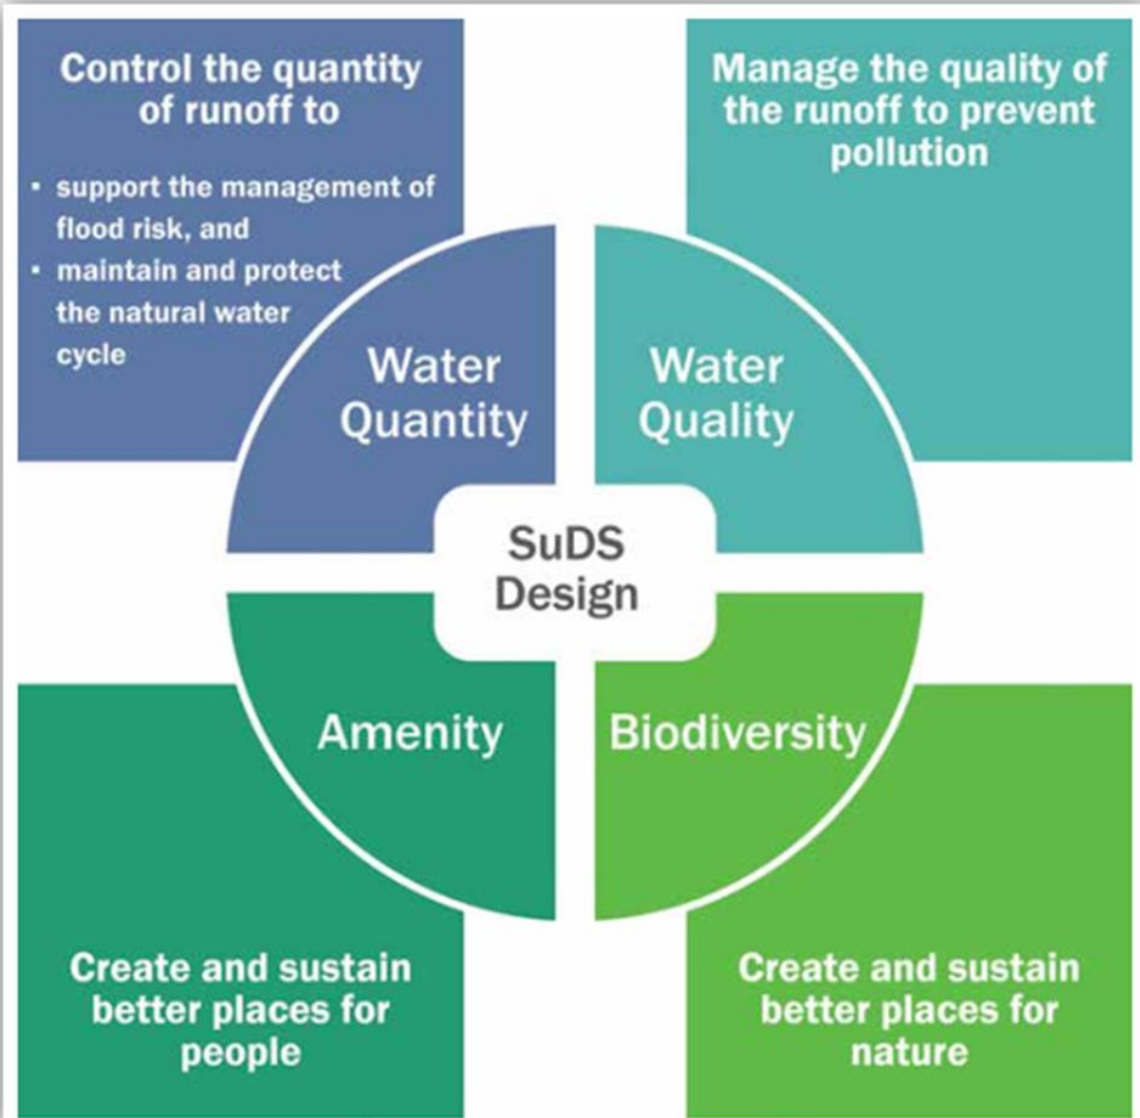 Control the quantity
of runoff to
▪ support the management of
flood risk, and
▪ maintain and protect
the natural water
cycle
Water
Quantity
Manage the quality of
the runoff to prevent
pollution
Water
Quality
SuDS
Design
Amenity
Create and sustain
better places for
people
Biodiversity
Create and sustain
better places for
nature